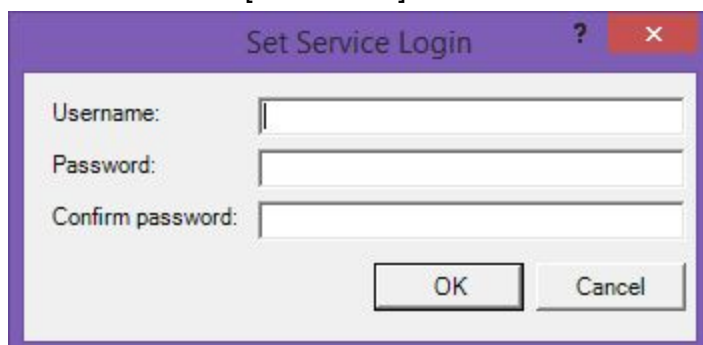 Set Service Login ?
Username:
Password:
Confirm password:
OK Cancel